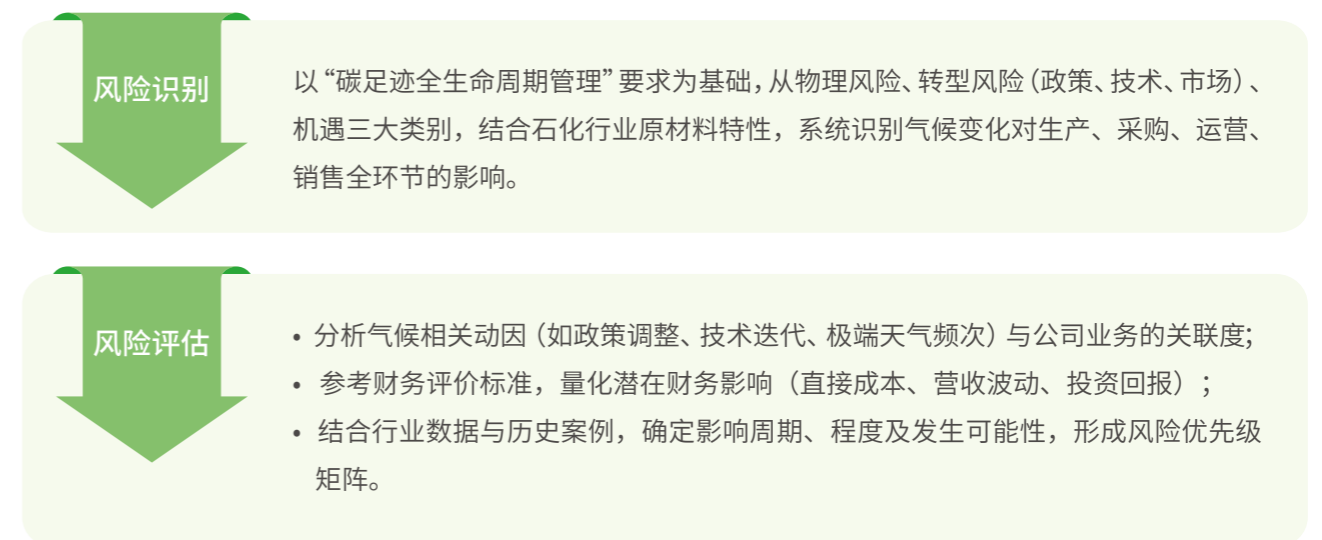 风险识别
以“碳足迹全生命周期管理”要求为基础，从物理风险、转型风险（政策、技术、市场）、
机遇三大类别，结合石化行业原材料特性，系统识别气候变化对生产、采购、运营、
销售全环节的影响。
风险评估
• 分析气候相关动因（如政策调整、技术迭代、极端天气频次）与公司业务的关联度；
• 参考财务评价标准，量化潜在财务影响（直接成本、营收波动、投资回报）；
• 结合行业数据与历史案例，确定影响周期、程度及发生可能性，形成风险优先级
矩阵。